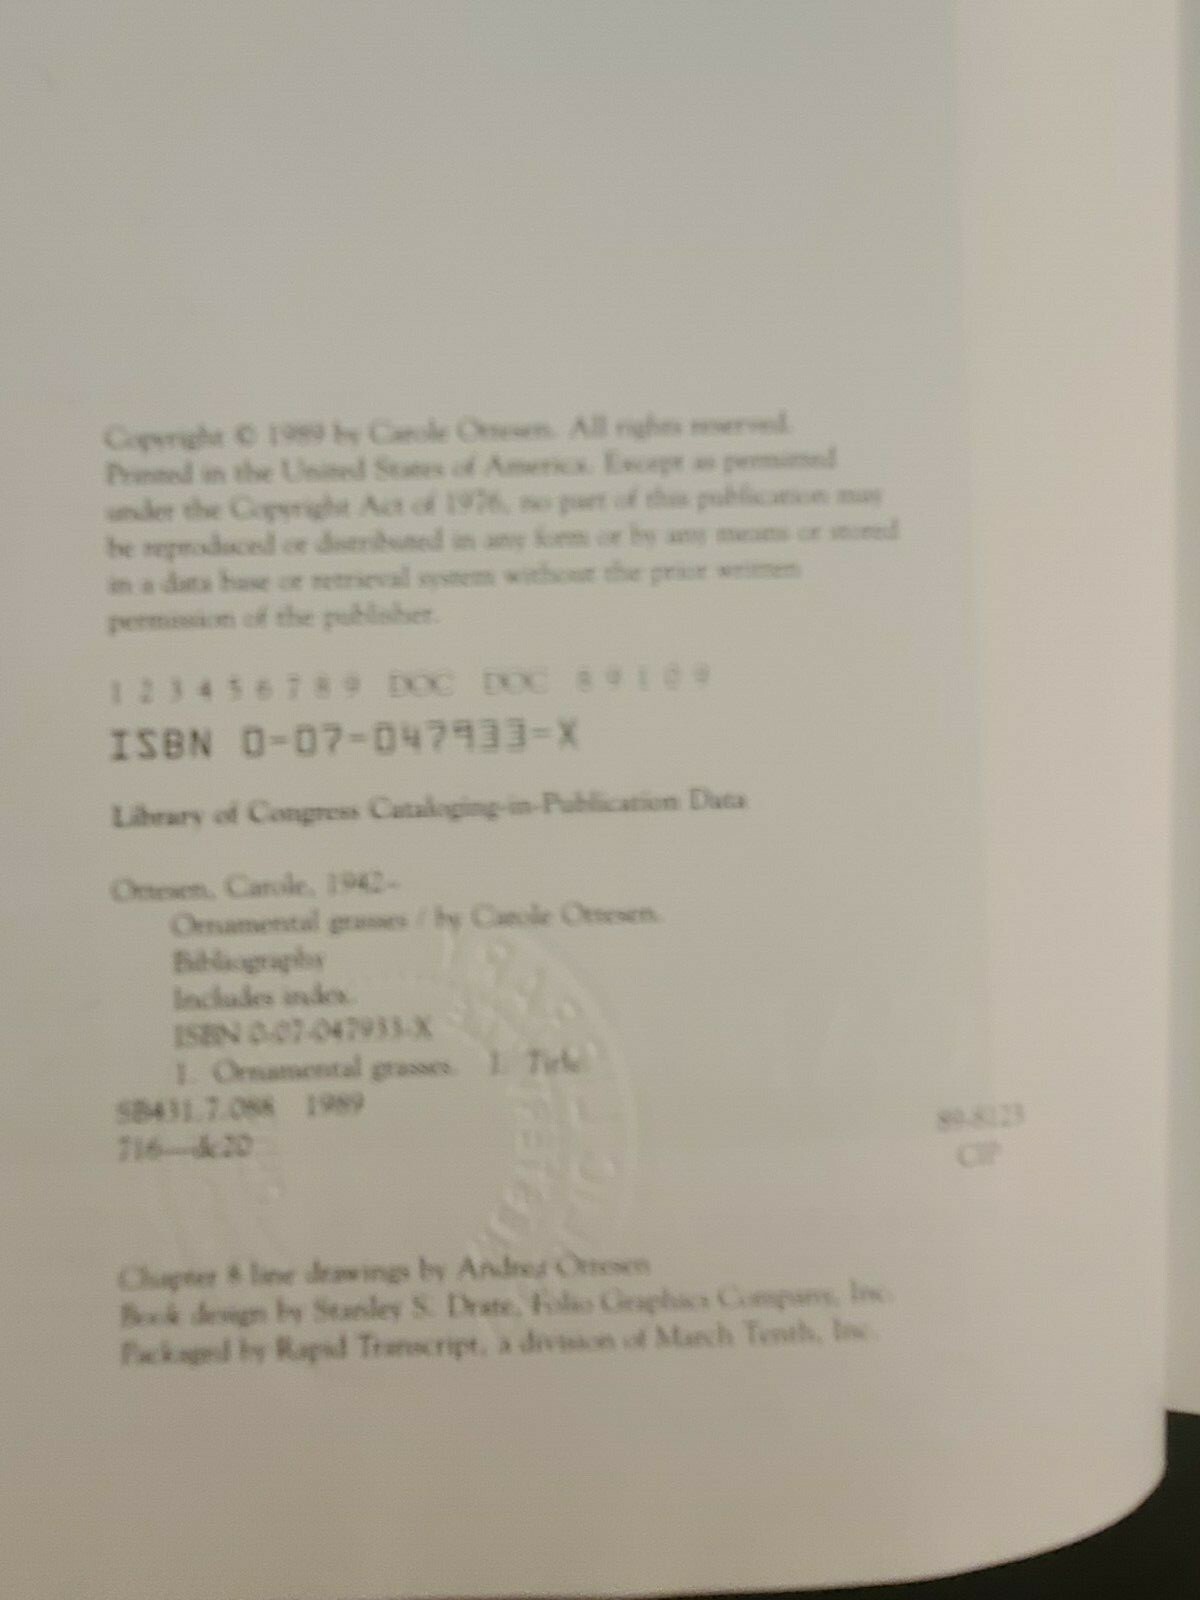 Copyright © 1989 by Carole Ottesen. All rights reserved.
Printed in the United States of America. Except as permitted
under the Copyright Act of 1976, no part of this publication may
be reproduced or distributed in any form or by any means or stored
in a data base or retrieval system without the prior written
permission of the publisher.
1 2 3 4 5 6 7 8 9 DOC DOC 8 9 1 0 9
ISBN 0-07-047933-X
Library of Congress Cataloging-in-Publication Data
Ottesen, Carole, 1942–
Ornamental grasses / by Carole Ottesen.
Bibliography
Includes index.
ISBN 0-07-047933-X
1. Ornamental grasses. I. Title.
SB431.7.O88 1989
716—dc20
89-8123
CIP
Chapter 8 line drawings by Andrea Ottesen
Book design by Stanley S. Drate, Folio Graphics Company, Inc.
Packaged by Rapid Transcript, a division of March Tenth, Inc.